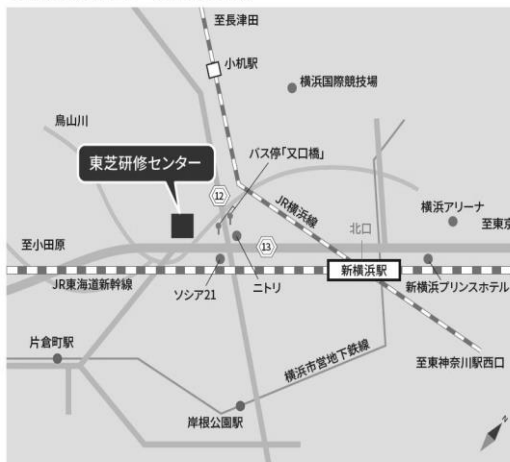 至長津田
小机駅
横浜国際競技場
鳥山川
バス停「又口橋」
東芝研修センター
12
JR横浜線
横浜アリーナ
北口
至東京
至小田原
13
新横浜駅
JR東海道新幹線
ソシア21
ニトリ
新横浜プリンスホテル
片倉町駅
横浜市営地下鉄線
至東神奈川駅西口
岸根公園駅
N